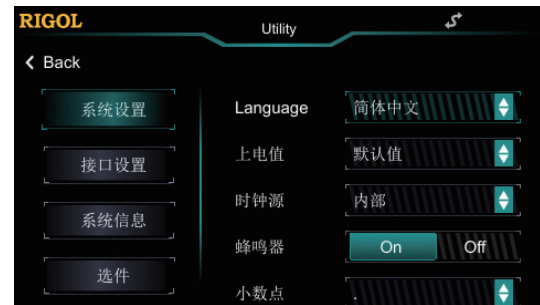 RIGOL
Utility
Back
系统设置
Language
简体中文
上电值
默认值
接口设置
时钟源
内部
系统信息
蜂鸣器
On
Off
选件
小数点
.